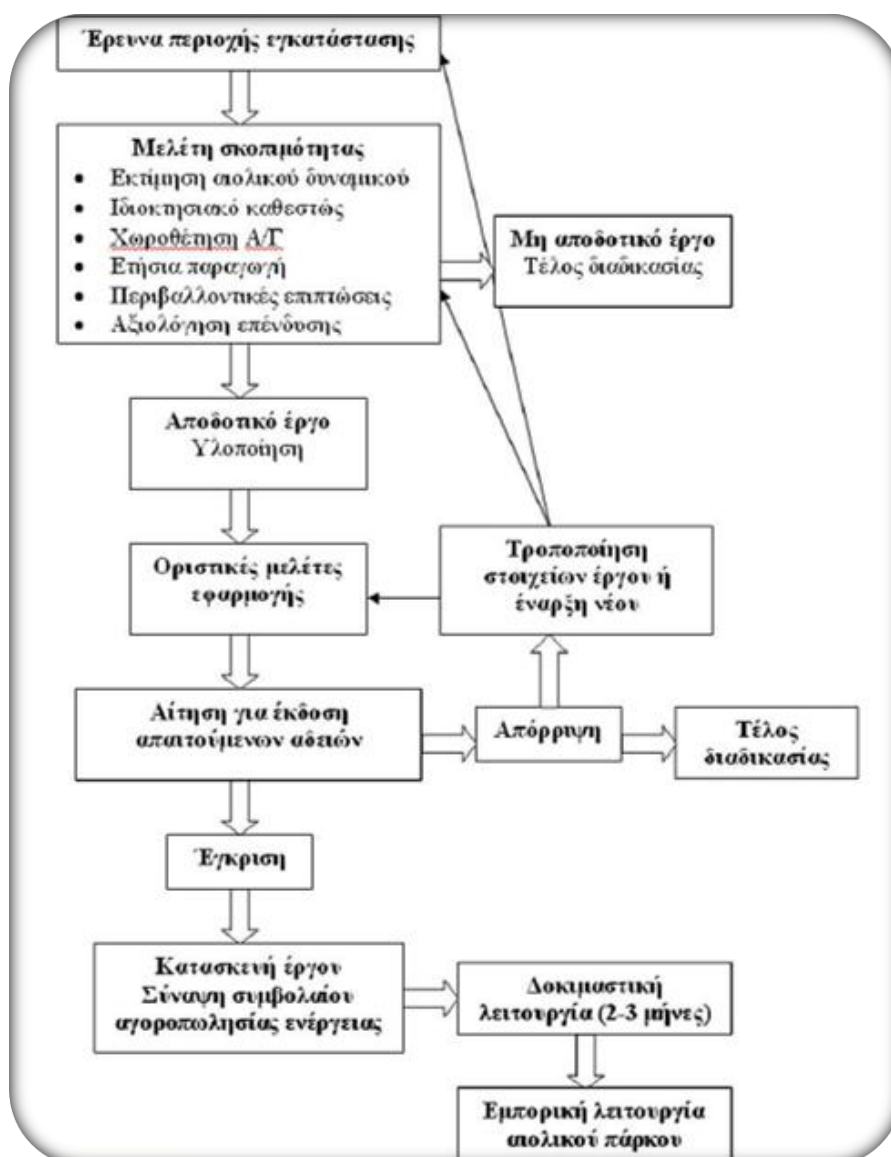 Έρευνα περιοχής εγκατάστασης
Μελέτη σκοπιμότητας
• Εκτίμηση αιολικού δυναμικού
• Ιδιοκτησιακό καθεστώς
• Χωροθέτηση Α/Γ
• Ετήσια παραγωγή
• Περιβαλλοντικές επιπτώσεις
• Αξιολόγηση επένδυσης
Μη αποδοτικό έργο
Τέλος διαδικασίας
Αποδοτικό έργο
Υλοποίηση
Οριστικές μελέτες
εφαρμογής
Τροποποίηση
στοιχείων έργου ή
έναρξη νέου
Αίτηση για έκδοση
απαιτούμενων αδειών
Απόρριψη
Τέλος
διαδικασίας
Έγκριση
Κατασκευή έργου
Σύναψη συμβολαίου
αγοροπωλησίας ενέργειας
Δοκιμαστική
λειτουργία (2-3 μήνες)
Εμπορική λειτουργία
αιολικού πάρκου